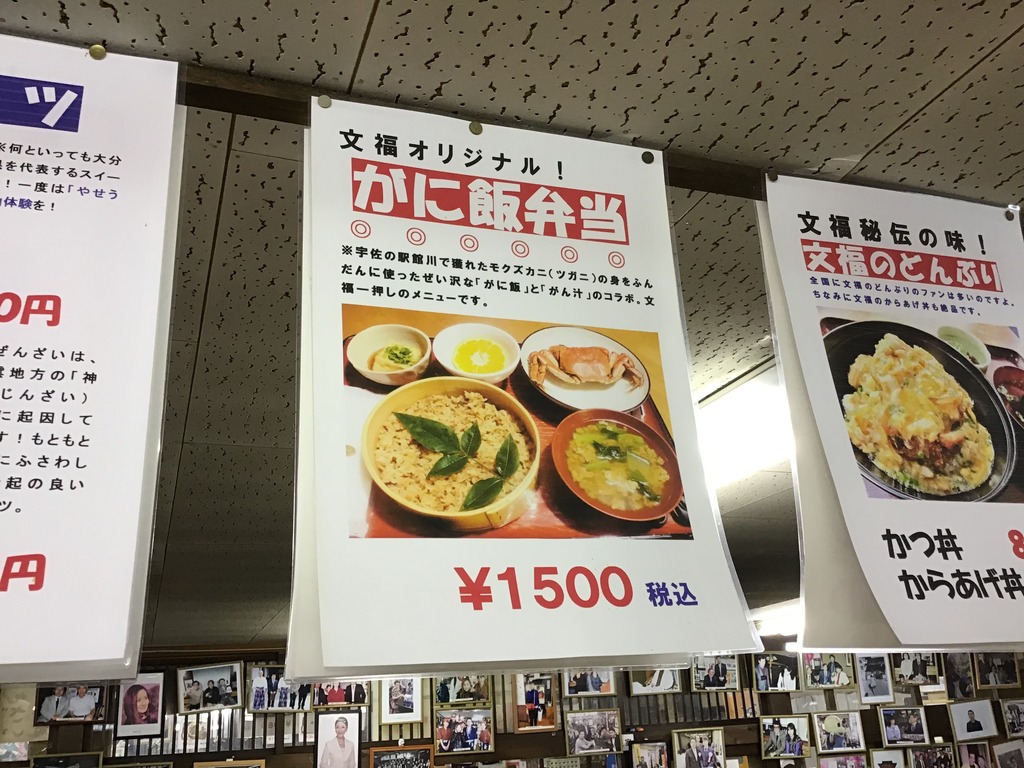 ツ
※何といっても大分
を代表するスイー
！一度は「やせう
体験を！
0円
ぜんざいは、
地方の「神
じんざい）
に起因して
す！もともと
にふさわし
起の良い
ツ。
円
文福オリジナル！
がに飯弁当
◎ ◎ ◎ ◎ ◎ ◎
※宇佐の駅館川で獲れたモクズカニ（ツガニ）の身をふん
だんに使ったぜい沢な「がに飯」と「がん汁」のコラボ。文
福一押しのメニューです。
¥1500 税込
文福秘伝の味！
文福のどんぶり
全国に文福のどんぶりのファンは多いのですよ。
ちなみに文福のからあげ丼も絶品です。
かつ丼 8
からあげ丼